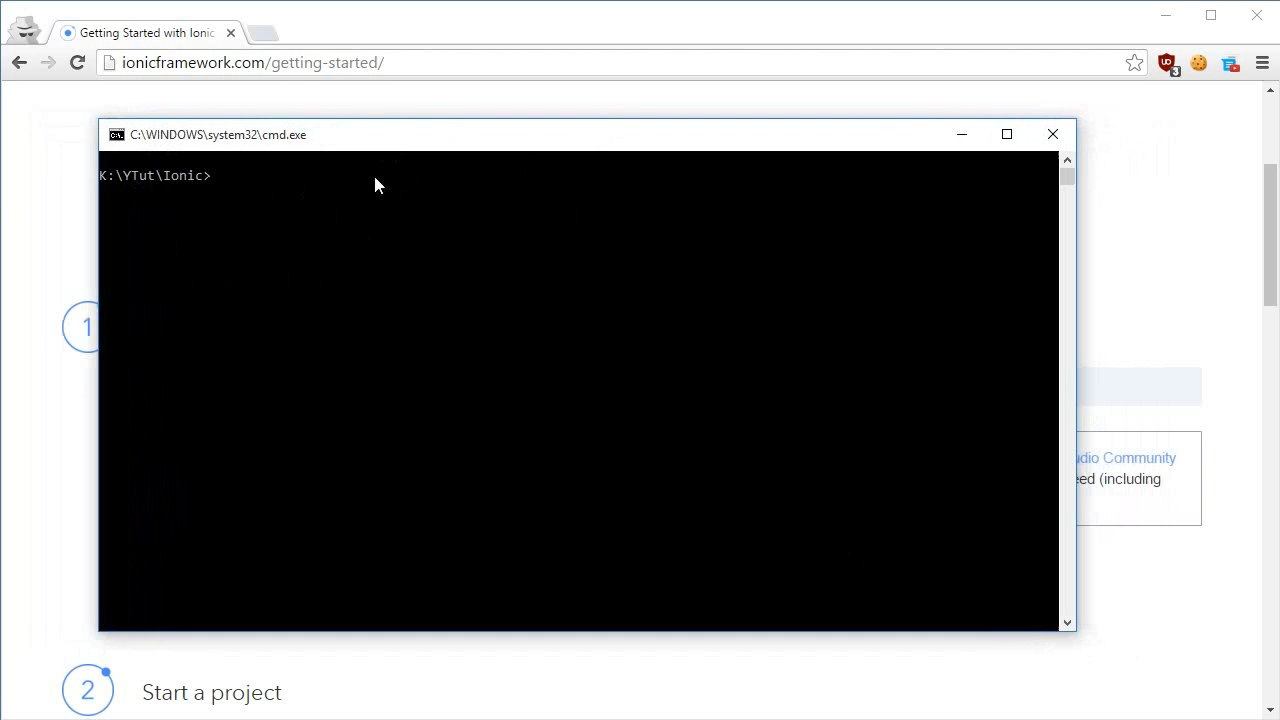 Getting Started with Ionic
ionicframework.com/getting-started/
3
C:\WINDOWS\system32\cmd.exe
K:\YTut\Ionic>
1
udio Community
eed (including
2
Start a project